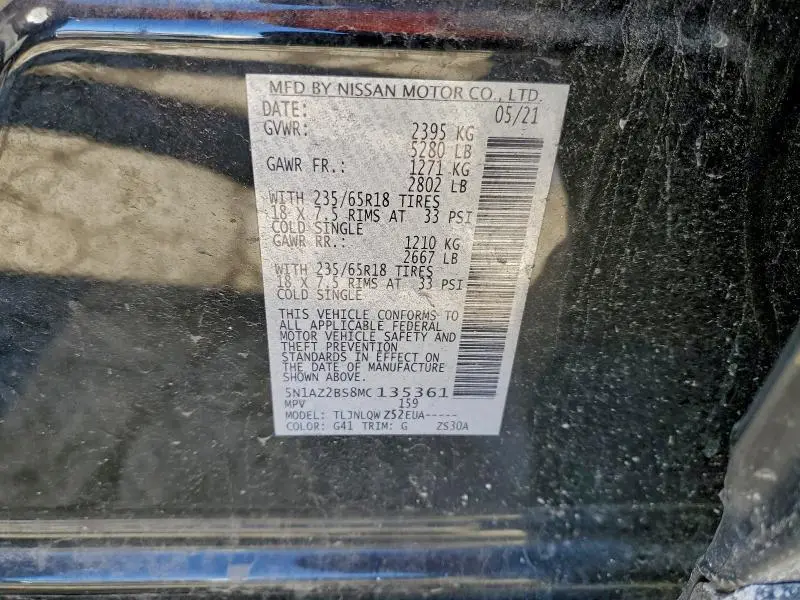 MFD BY NISSAN MOTOR CO., LTD.
DATE: 05/21
GVWR: 2395 KG
5280 LB
GAWR FR.: 1271 KG
2802 LB
WITH 235/65R18 TIRES
18 X 7.5 RIMS AT 33 PSI
COLD SINGLE
GAWR RR.: 1210 KG
2667 LB
WITH 235/65R18 TIRES
18 X 7.5 RIMS AT 33 PSI
COLD SINGLE
THIS VEHICLE CONFORMS TO
ALL APPLICABLE FEDERAL
MOTOR VEHICLE SAFETY AND
THEFT PREVENTION
STANDARDS IN EFFECT ON
THE DATE OF MANUFACTURE
SHOWN ABOVE.
5N1AZ2BS8MC135361
MPV 159
MODEL: TLJNLQWZ52EUA-----
COLOR: G41 TRIM: G ZS30A